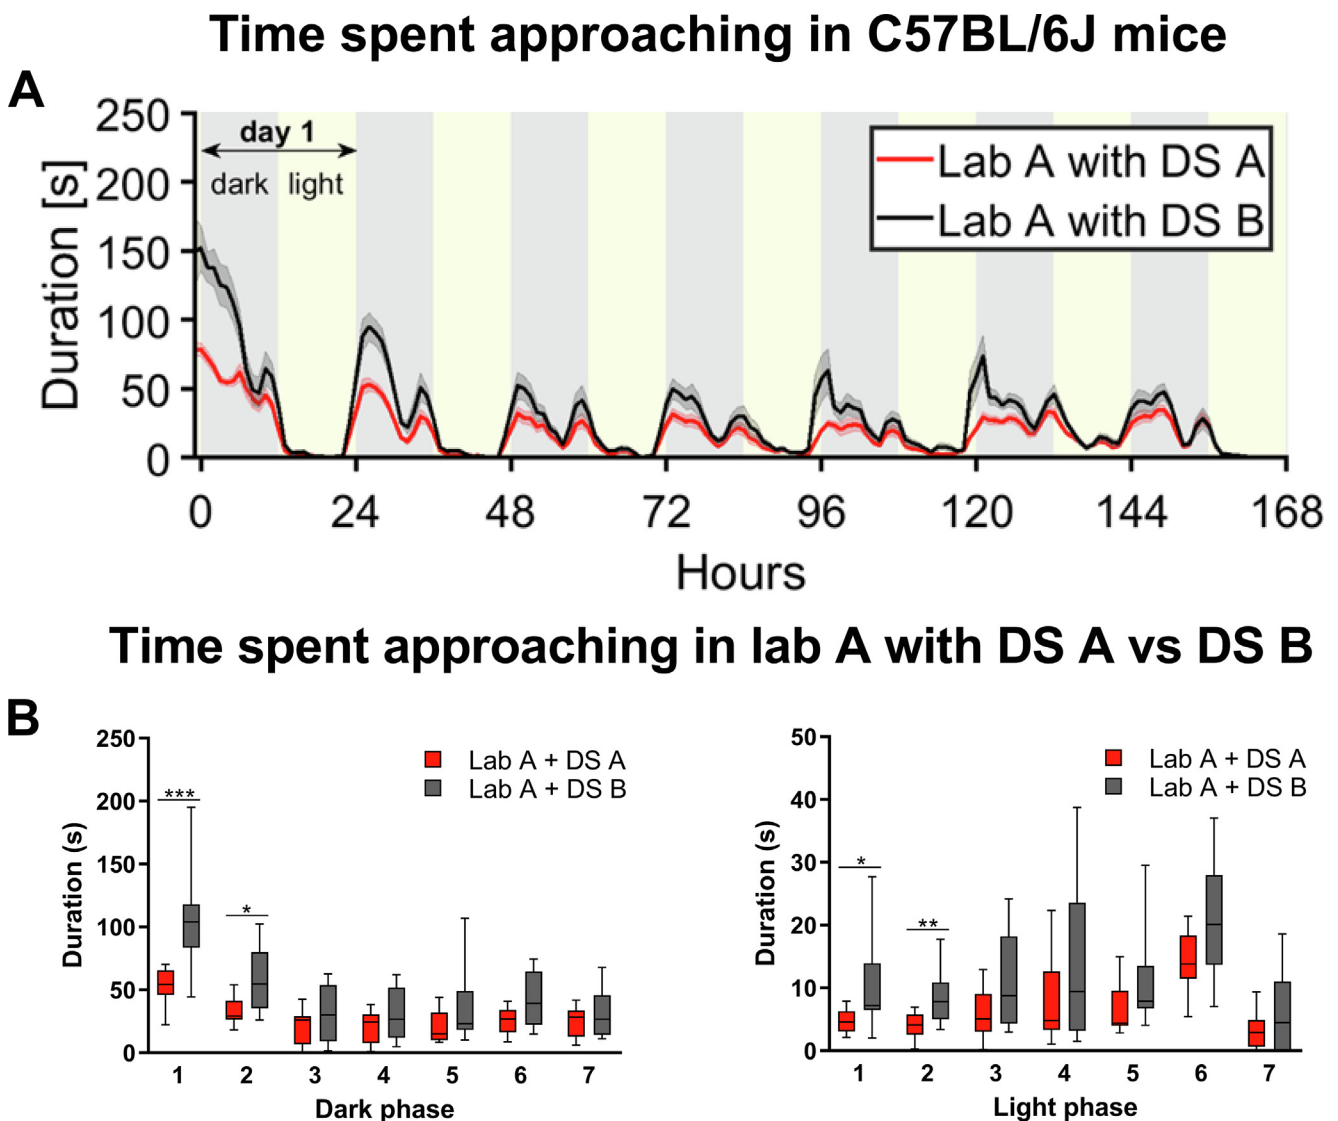 Time spent approaching in C57BL/6J mice
A
250
200
150
100
50
0
Duration [s]
day 1
dark light
Lab A with DS A
Lab A with DS B
0 24 48 72 96 120 144 168
Hours
Time spent approaching in lab A with DS A vs DS B
B
250
200
150
100
50
0
Duration (s)
Lab A + DS A
Lab A + DS B
***
*
1 2 3 4 5 6 7
Dark phase
50
40
30
20
10
0
Duration (s)
Lab A + DS A
Lab A + DS B
*
**
1 2 3 4 5 6 7
Light phase